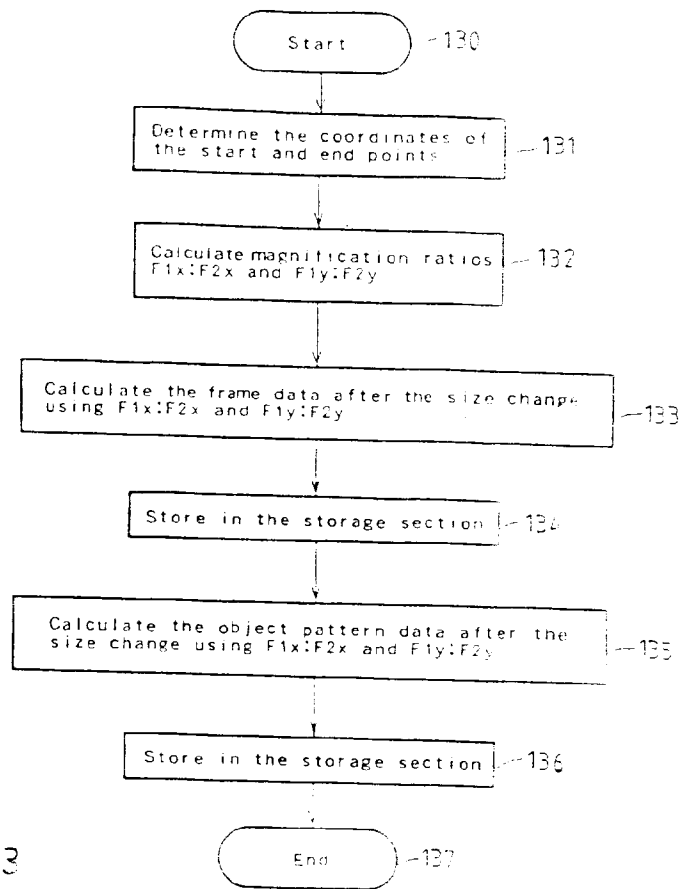 Start
130
Determine the coordinates of
the start and end points
131
Calculate magnification ratios
F1x:F2x and F1y:F2y
132
Calculate the frame data after the size change
using F1x:F2x and F1y:F2y
133
Store in the storage section
134
Calculate the object pattern data after the
size change using F1x:F2x and F1y:F2y
135
Store in the storage section
136
End
137
3